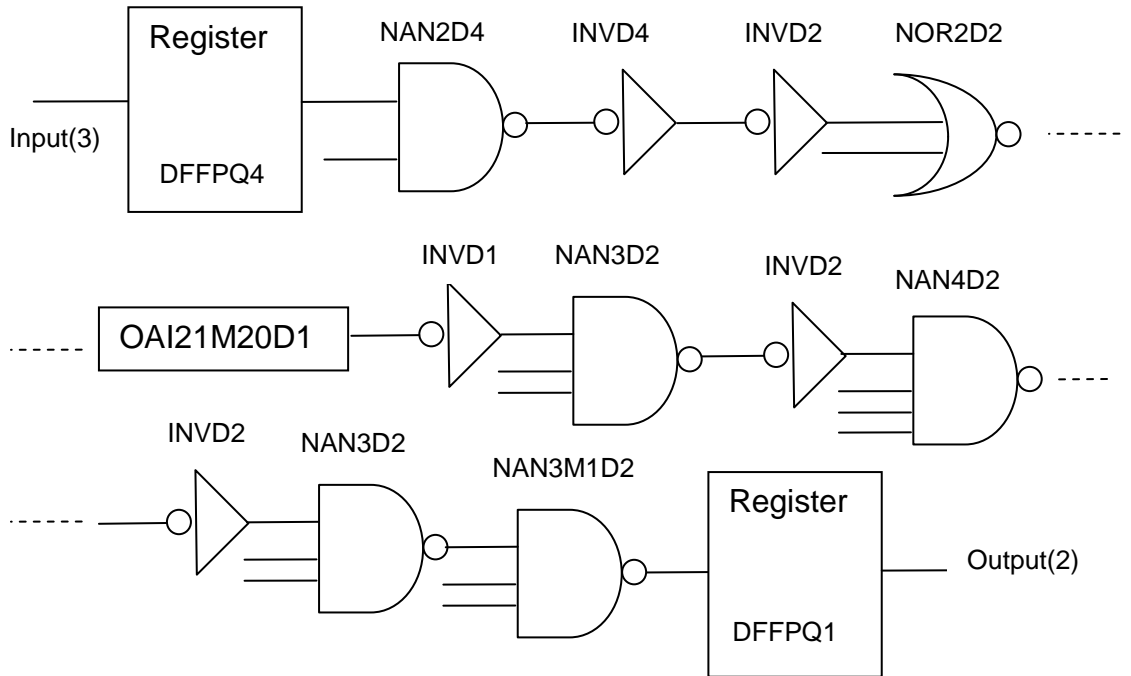 Register
NAN2D4
INVD4
INVD2
NOR2D2
Input(3)
DFFPQ4
INVD1
NAN3D2
INVD2
NAN4D2
OAI21M20D1
INVD2
NAN3D2
NAN3M1D2
Register
Output(2)
DFFPQ1